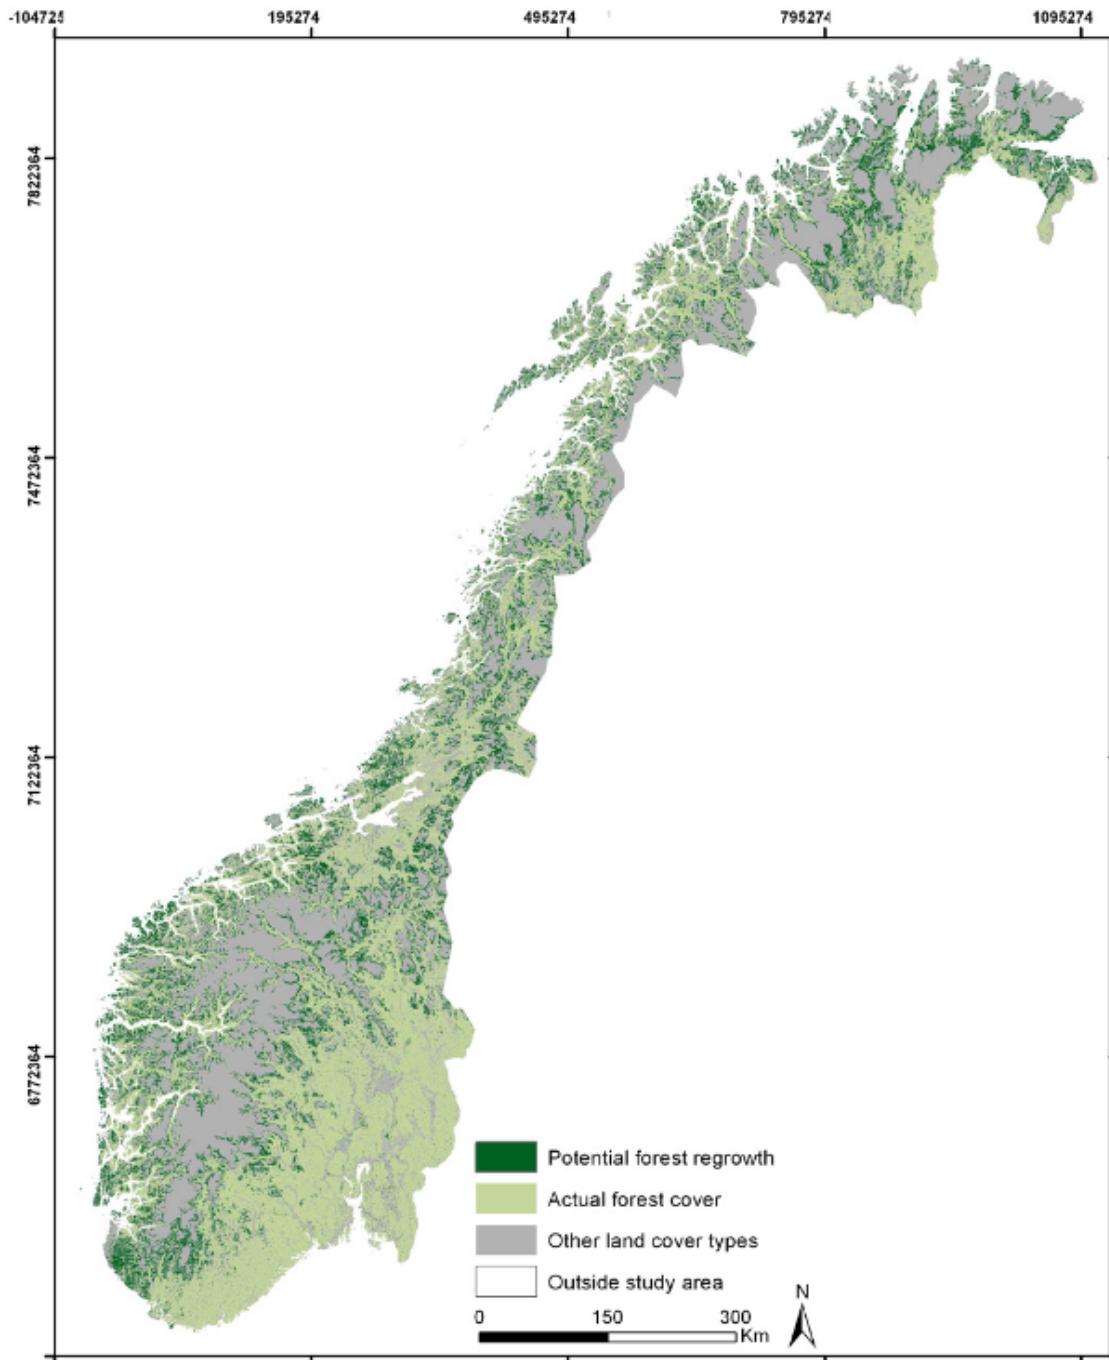 -104725 195274 495274 795274 1095274
7822364
7472364
7122364
6772364
Potential forest regrowth
Actual forest cover
Other land cover types
Outside study area
N
0 150 300
Km